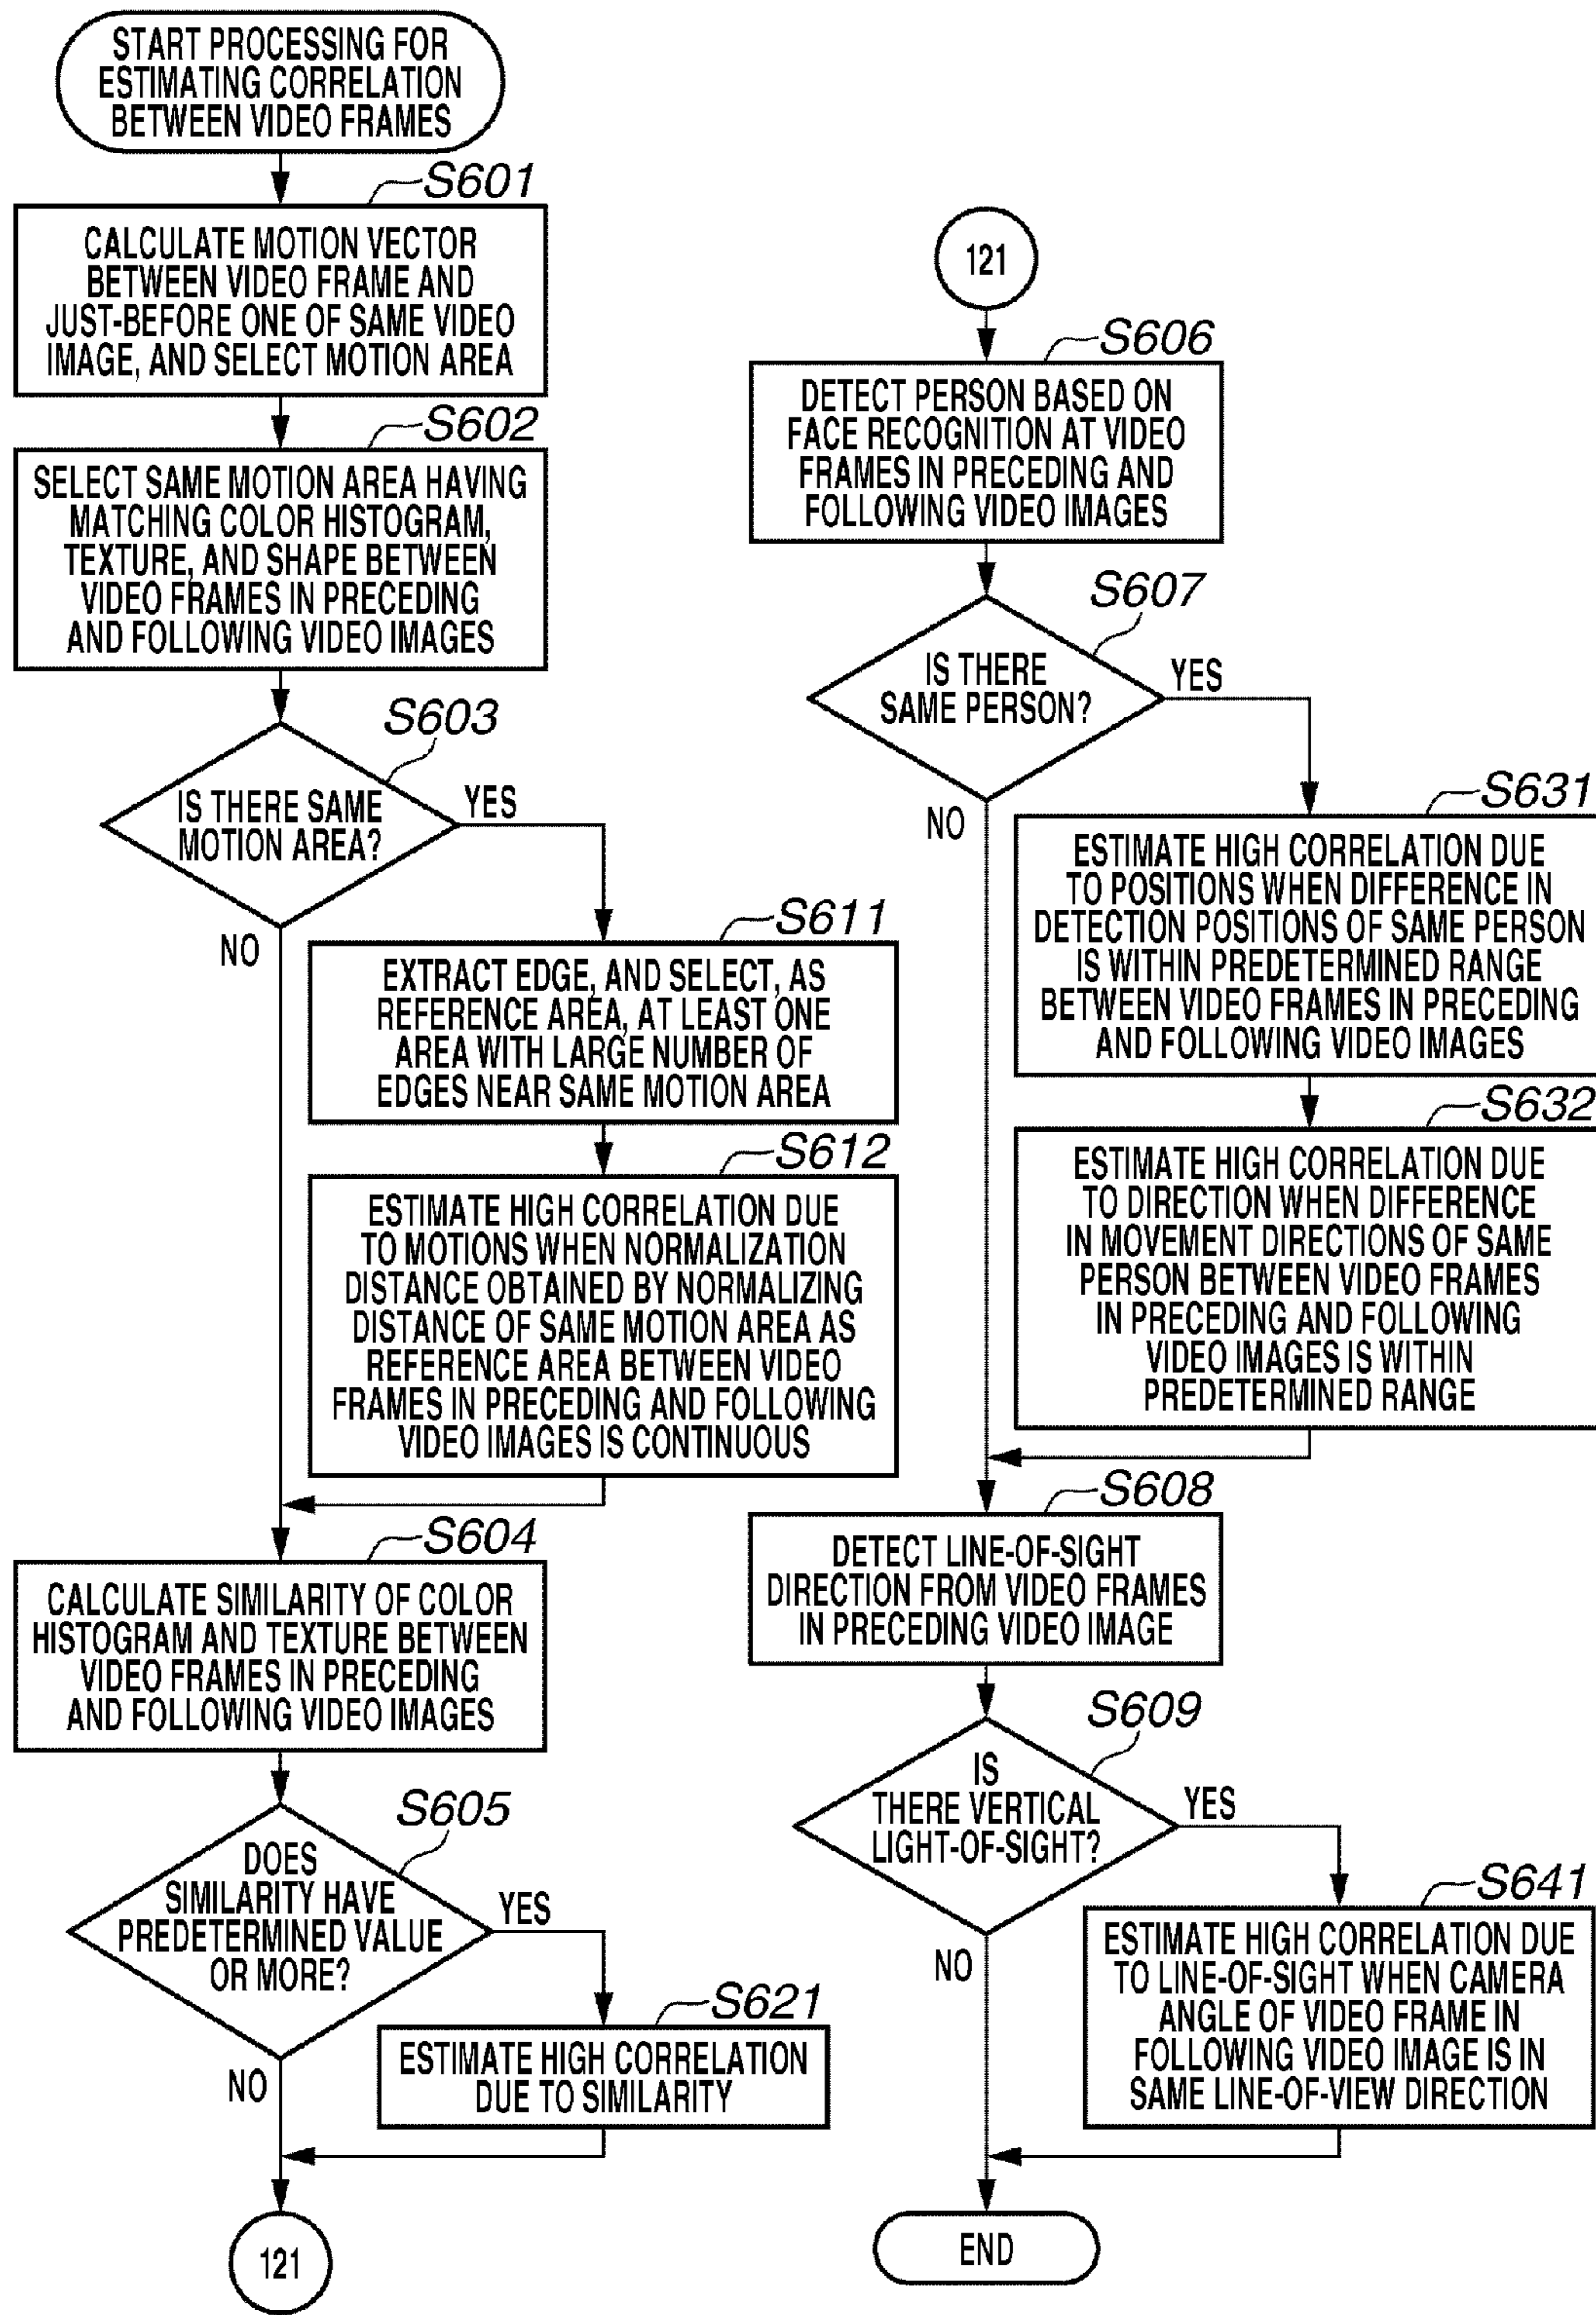 START PROCESSING FOR
ESTIMATING CORRELATION
BETWEEN VIDEO FRAMES
S601
CALCULATE MOTION VECTOR
BETWEEN VIDEO FRAME AND
JUST-BEFORE ONE OF SAME VIDEO
IMAGE, AND SELECT MOTION AREA
S602
SELECT SAME MOTION AREA HAVING
MATCHING COLOR HISTOGRAM,
TEXTURE, AND SHAPE BETWEEN
VIDEO FRAMES IN PRECEDING
AND FOLLOWING VIDEO IMAGES
S603
IS THERE SAME
MOTION AREA?
YES
NO
S611
EXTRACT EDGE, AND SELECT, AS
REFERENCE AREA, AT LEAST ONE
AREA WITH LARGE NUMBER OF
EDGES NEAR SAME MOTION AREA
S612
ESTIMATE HIGH CORRELATION DUE
TO MOTIONS WHEN NORMALIZATION
DISTANCE OBTAINED BY NORMALIZING
DISTANCE OF SAME MOTION AREA AS
REFERENCE AREA BETWEEN VIDEO
FRAMES IN PRECEDING AND FOLLOWING
VIDEO IMAGES IS CONTINUOUS
S604
CALCULATE SIMILARITY OF COLOR
HISTOGRAM AND TEXTURE BETWEEN
VIDEO FRAMES IN PRECEDING
AND FOLLOWING VIDEO IMAGES
S605
DOES
SIMILARITY HAVE
PREDETERMINED VALUE
OR MORE?
YES
NO
S621
ESTIMATE HIGH CORRELATION
DUE TO SIMILARITY
121
121
S606
DETECT PERSON BASED ON
FACE RECOGNITION AT VIDEO
FRAMES IN PRECEDING AND
FOLLOWING VIDEO IMAGES
S607
IS THERE
SAME PERSON?
YES
NO
S631
ESTIMATE HIGH CORRELATION DUE
TO POSITIONS WHEN DIFFERENCE IN
DETECTION POSITIONS OF SAME PERSON
IS WITHIN PREDETERMINED RANGE
BETWEEN VIDEO FRAMES IN PRECEDING
AND FOLLOWING VIDEO IMAGES
S632
ESTIMATE HIGH CORRELATION DUE
TO DIRECTION WHEN DIFFERENCE
IN MOVEMENT DIRECTIONS OF SAME
PERSON BETWEEN VIDEO FRAMES
IN PRECEDING AND FOLLOWING
VIDEO IMAGES IS WITHIN
PREDETERMINED RANGE
S608
DETECT LINE-OF-SIGHT
DIRECTION FROM VIDEO FRAMES
IN PRECEDING VIDEO IMAGE
S609
IS
THERE VERTICAL
LIGHT-OF-SIGHT?
YES
NO
S641
ESTIMATE HIGH CORRELATION DUE
TO LINE-OF-SIGHT WHEN CAMERA
ANGLE OF VIDEO FRAME IN
FOLLOWING VIDEO IMAGE IS IN
SAME LINE-OF-VIEW DIRECTION
END